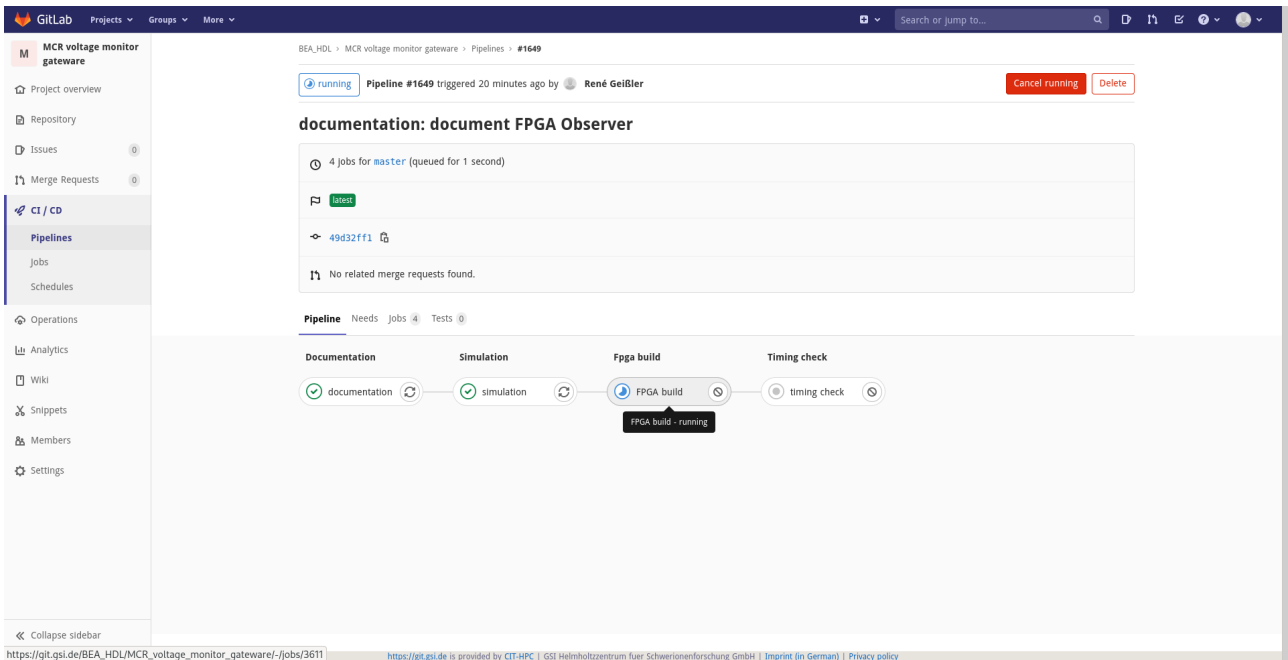 GitLab Projects Groups More Search or jump to...
MCR voltage monitor
gateware
M
Project overview
Repository
Issues 0
Merge Requests 0
CI / CD
Pipelines
Jobs
Schedules
Operations
Analytics
Wiki
Snippets
Members
Settings
Collapse sidebar
BEA_HDL > MCR voltage monitor gateware > Pipelines > #1649
running Pipeline #1649 triggered 20 minutes ago by René Geißler Cancel running Delete
documentation: document FPGA Observer
4 jobs for master (queued for 1 second)
latest
49d32ff1
No related merge requests found.
Pipeline Needs Jobs 4 Tests 0
Documentation Simulation Fpga build Timing check
documentation simulation FPGA build timing check
FPGA build - running
https://git.gsi.de/BEA_HDL/MCR_voltage_monitor_gateware/-/jobs/3611
https://git.gsi.de is provided by CIT-HPC | GSI Helmholtzzentrum fuer Schwerionenforschung GmbH | Imprint (in German) | Privacy policy